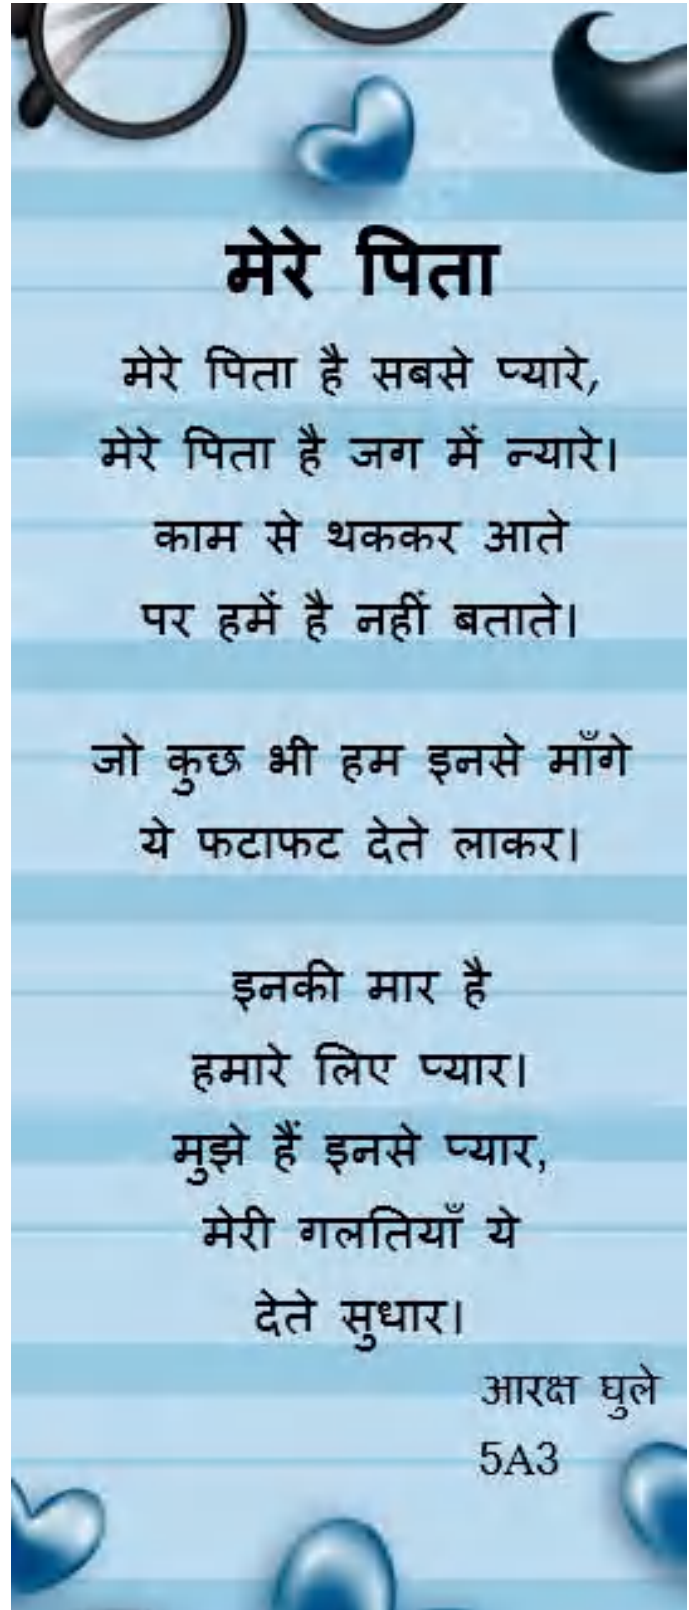 मेरे पिता
मेरे पिता है सबसे प्यारे,
मेरे पिता है जग में न्यारे।
काम से थककर आते
पर हमें है नहीं बताते।
जो कुछ भी हम इनसे माँगे
ये फटाफट देते लाकर।
इनकी मार है
हमारे लिए प्यार।
मुझे हैं इनसे प्यार,
मेरी गलतियाँ ये
देते सुधार।
आरक्ष घुले
5A3